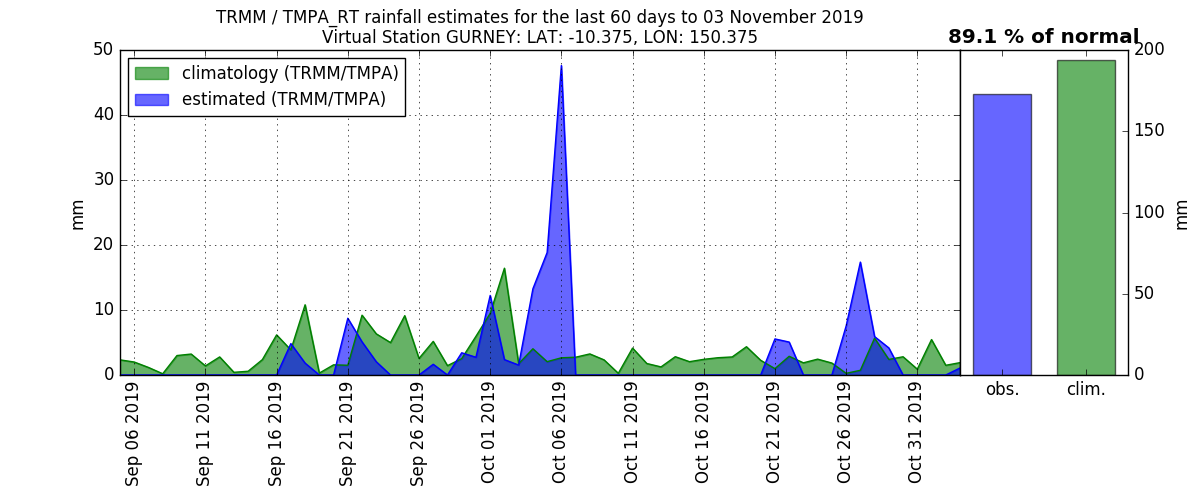 TRMM / TMPA_RT rainfall estimates for the last 60 days to 03 November 2019
Virtual Station GURNEY: LAT: -10.375, LON: 150.375
89.1 % of normal
climatology (TRMM/TMPA)
estimated (TRMM/TMPA)
50
40
30
20
10
0
mm
Sep 06 2019
Sep 11 2019
Sep 16 2019
Sep 21 2019
Sep 26 2019
Oct 01 2019
Oct 06 2019
Oct 11 2019
Oct 16 2019
Oct 21 2019
Oct 26 2019
Oct 31 2019
obs.
clim.
200
150
100
50
0
mm